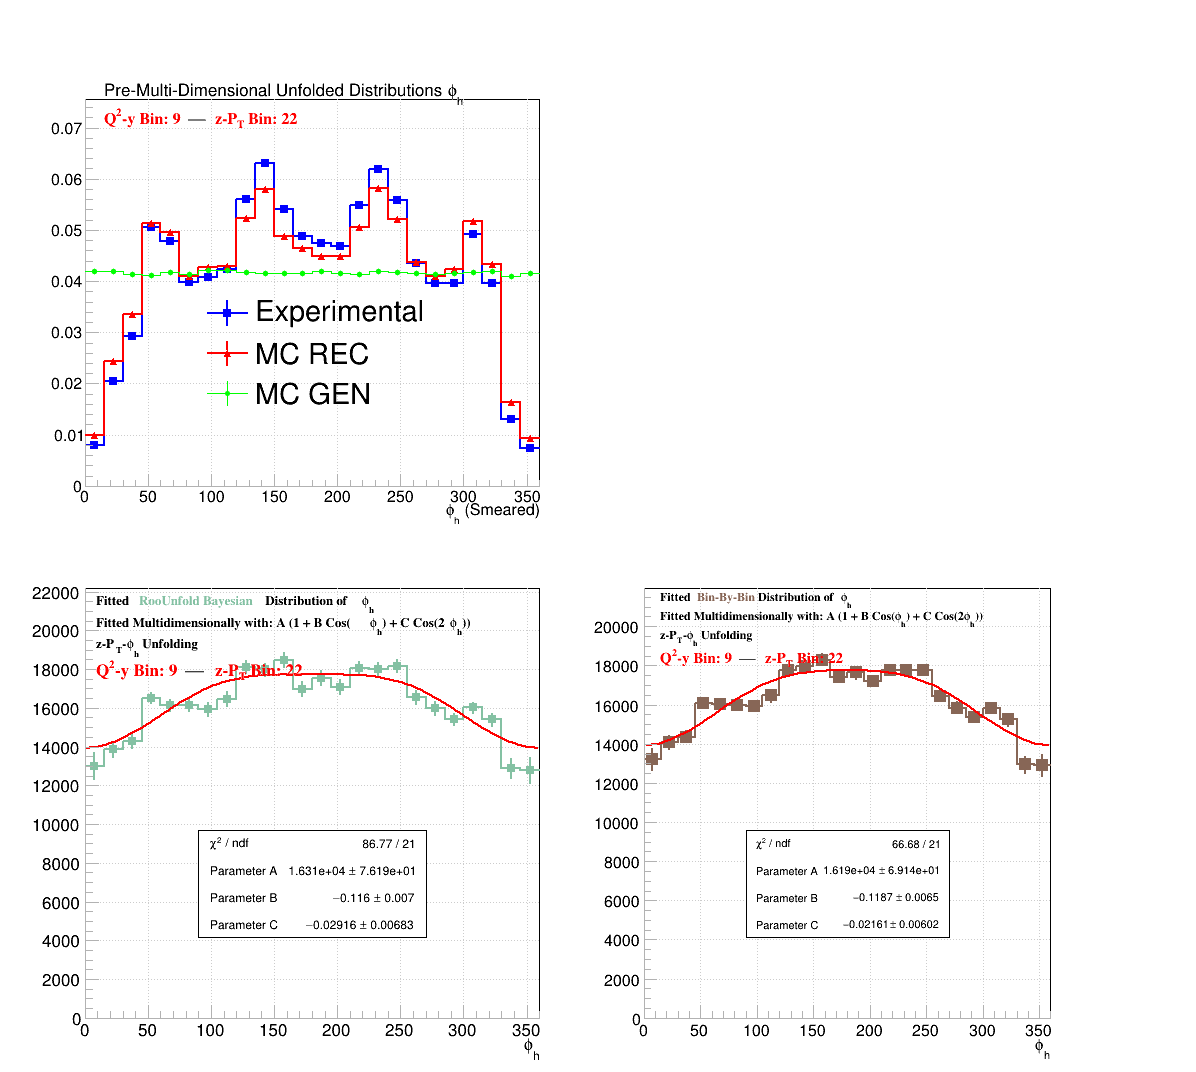 Pre-Multi-Dimensional Unfolded Distributions ϕh
Q2-y Bin: 9 — z-PT Bin: 22
0.07
0.06
0.05
0.04
0.03
0.02
0.01
0
Experimental
MC REC
MC GEN
0 50 100 150 200 250 300 350
ϕh (Smeared)
Fitted RooUnfold Bayesian Distribution of ϕh
Fitted Multidimensionally with: A (1 + B Cos(ϕh) + C Cos(2 ϕh))
z-PT-ϕh Unfolding
Q2-y Bin: 9 — z-PT Bin: 22
22000
20000
18000
16000
14000
12000
10000
8000
6000
4000
2000
0
χ2 / ndf 86.77 / 21
Parameter A 1.631e+04 ± 7.619e+01
Parameter B −0.116 ± 0.007
Parameter C −0.02916 ± 0.00683
0 50 100 150 200 250 300 350
ϕh
Fitted Bin-By-Bin Distribution of ϕh
Fitted Multidimensionally with: A (1 + B Cos(ϕh) + C Cos(2ϕh))
z-PT-ϕh Unfolding
Q2-y Bin: 9 — z-PT Bin: 22
20000
18000
16000
14000
12000
10000
8000
6000
4000
2000
0
χ2 / ndf 66.68 / 21
Parameter A 1.619e+04 ± 6.914e+01
Parameter B −0.1187 ± 0.0065
Parameter C −0.02161 ± 0.00602
0 50 100 150 200 250 300 350
ϕh